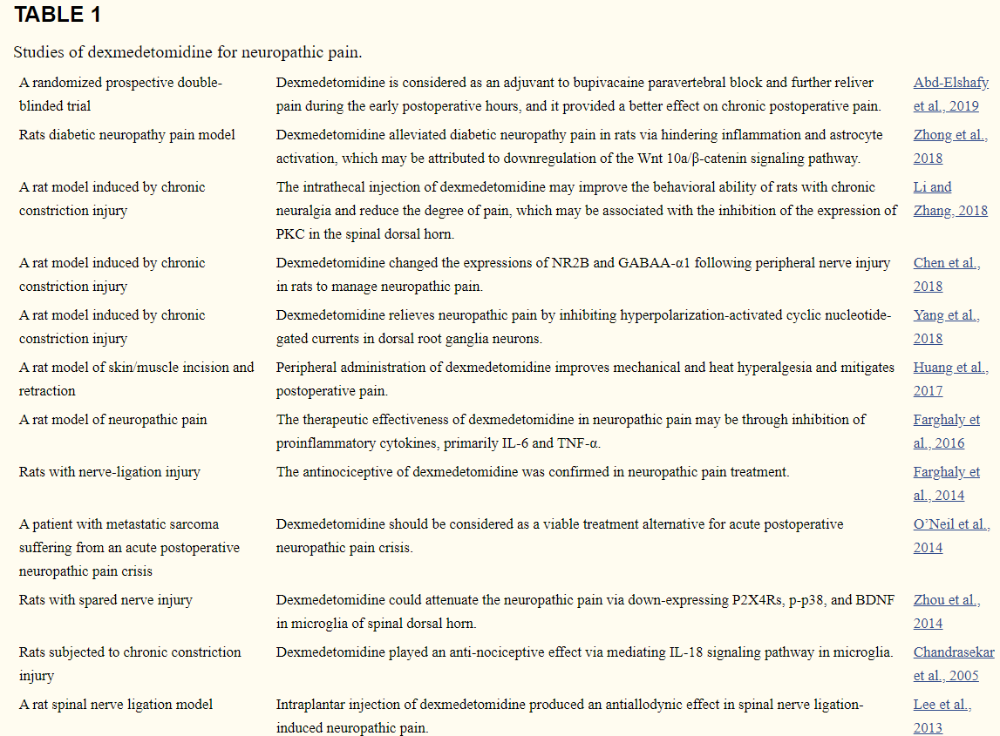 TABLE 1
Studies of dexmedetomidine for neuropathic pain.
A randomized prospective double-
blinded trial
Dexmedetomidine is considered as an adjuvant to bupivacaine paravertebral block and further reliver
pain during the early postoperative hours, and it provided a better effect on chronic postoperative pain.
Abd-Elshafy
et al., 2019
Rats diabetic neuropathy pain model
Dexmedetomidine alleviated diabetic neuropathy pain in rats via hindering inflammation and astrocyte
activation, which may be attributed to downregulation of the Wnt 10a/β-catenin signaling pathway.
Zhong et al.,
2018
A rat model induced by chronic
constriction injury
The intrathecal injection of dexmedetomidine may improve the behavioral ability of rats with chronic
neuralgia and reduce the degree of pain, which may be associated with the inhibition of the expression of
PKC in the spinal dorsal horn.
Li and
Zhang, 2018
A rat model induced by chronic
constriction injury
Dexmedetomidine changed the expressions of NR2B and GABAA-α1 following peripheral nerve injury
in rats to manage neuropathic pain.
Chen et al.,
2018
A rat model induced by chronic
constriction injury
Dexmedetomidine relieves neuropathic pain by inhibiting hyperpolarization-activated cyclic nucleotide-
gated currents in dorsal root ganglia neurons.
Yang et al.,
2018
A rat model of skin/muscle incision and
retraction
Peripheral administration of dexmedetomidine improves mechanical and heat hyperalgesia and mitigates
postoperative pain.
Huang et al.,
2017
A rat model of neuropathic pain
The therapeutic effectiveness of dexmedetomidine in neuropathic pain may be through inhibition of
proinflammatory cytokines, primarily IL-6 and TNF-α.
Farghaly et
al., 2016
Rats with nerve-ligation injury
The antinociceptive of dexmedetomidine was confirmed in neuropathic pain treatment.
Farghaly et
al., 2014
A patient with metastatic sarcoma
suffering from an acute postoperative
neuropathic pain crisis
Dexmedetomidine should be considered as a viable treatment alternative for acute postoperative
neuropathic pain crisis.
O’Neil et al.,
2014
Rats with spared nerve injury
Dexmedetomidine could attenuate the neuropathic pain via down-expressing P2X4Rs, p-p38, and BDNF
in microglia of spinal dorsal horn.
Zhou et al.,
2014
Rats subjected to chronic constriction
injury
Dexmedetomidine played an anti-nociceptive effect via mediating IL-18 signaling pathway in microglia.
Chandrasekar
et al., 2005
A rat spinal nerve ligation model
Intraplantar injection of dexmedetomidine produced an antiallodynic effect in spinal nerve ligation-
induced neuropathic pain.
Lee et al.,
2013